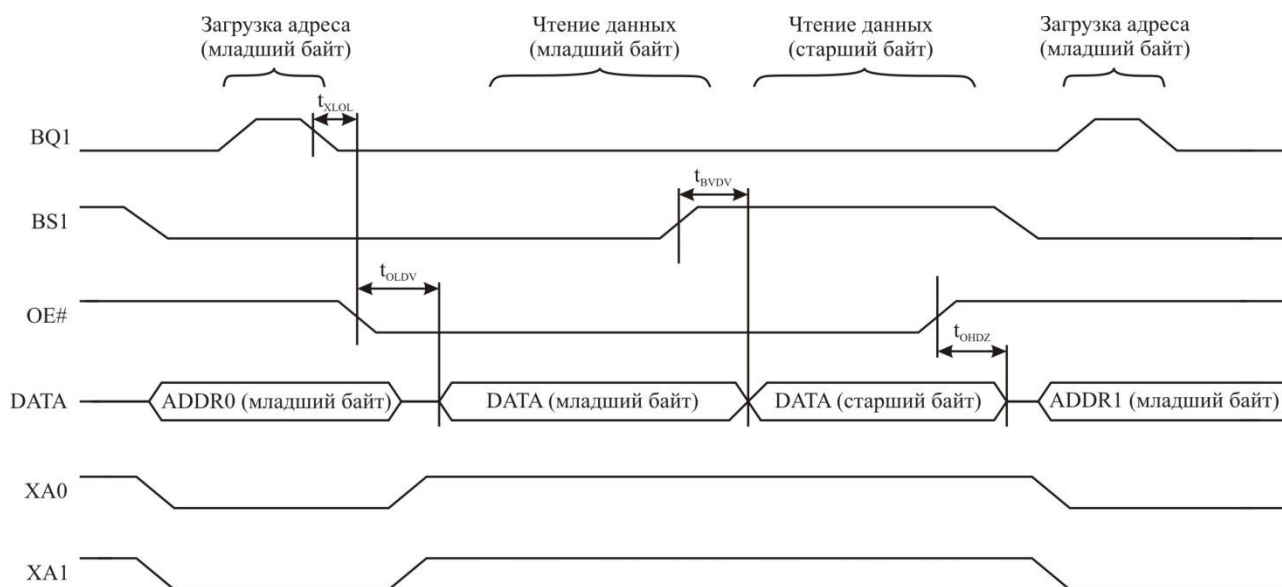 Загрузка адреса
(младший байт)
Чтение данных
(младший байт)
Чтение данных
(старший байт)
Загрузка адреса
(младший байт)
tXLOL
BQ1
tBVDV
BS1
tOLDV
OE#
tOHDZ
DATA
ADDR0 (младший байт)
DATA (младший байт)
DATA (старший байт)
ADDR1 (младший байт)
XA0
XA1